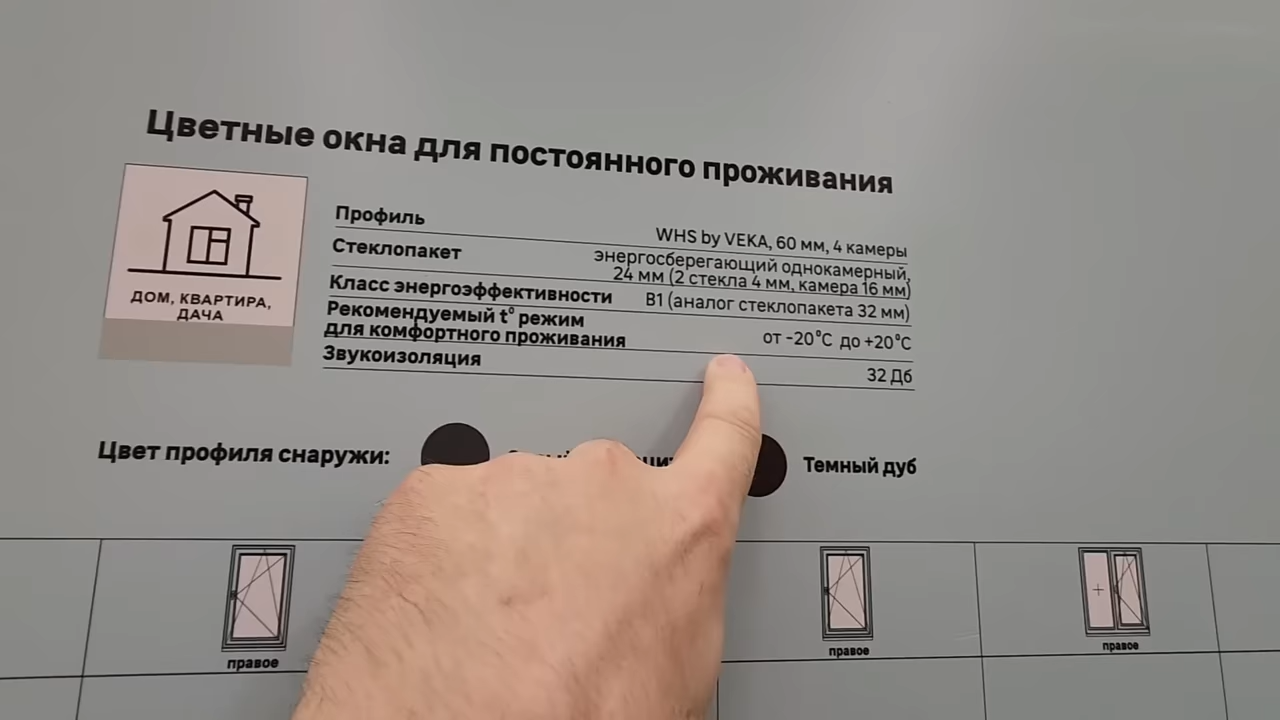 Цветные окна для постоянного проживания
ДОМ, КВАРТИРА,
ДАЧА
Профиль
WHS by VEKA, 60 мм, 4 камеры
Стеклопакет
энергосберегающий однокамерный,
24 мм (2 стекла 4 мм, камера 16 мм)
Класс энергоэффективности
В1 (аналог стеклопакета 32 мм)
Рекомендуемый t° режим
для комфортного проживания
от -20°С до +20°С
Звукоизоляция
32 Дб
Цвет профиля снаружи:
Темный дуб
правое
правое
правое